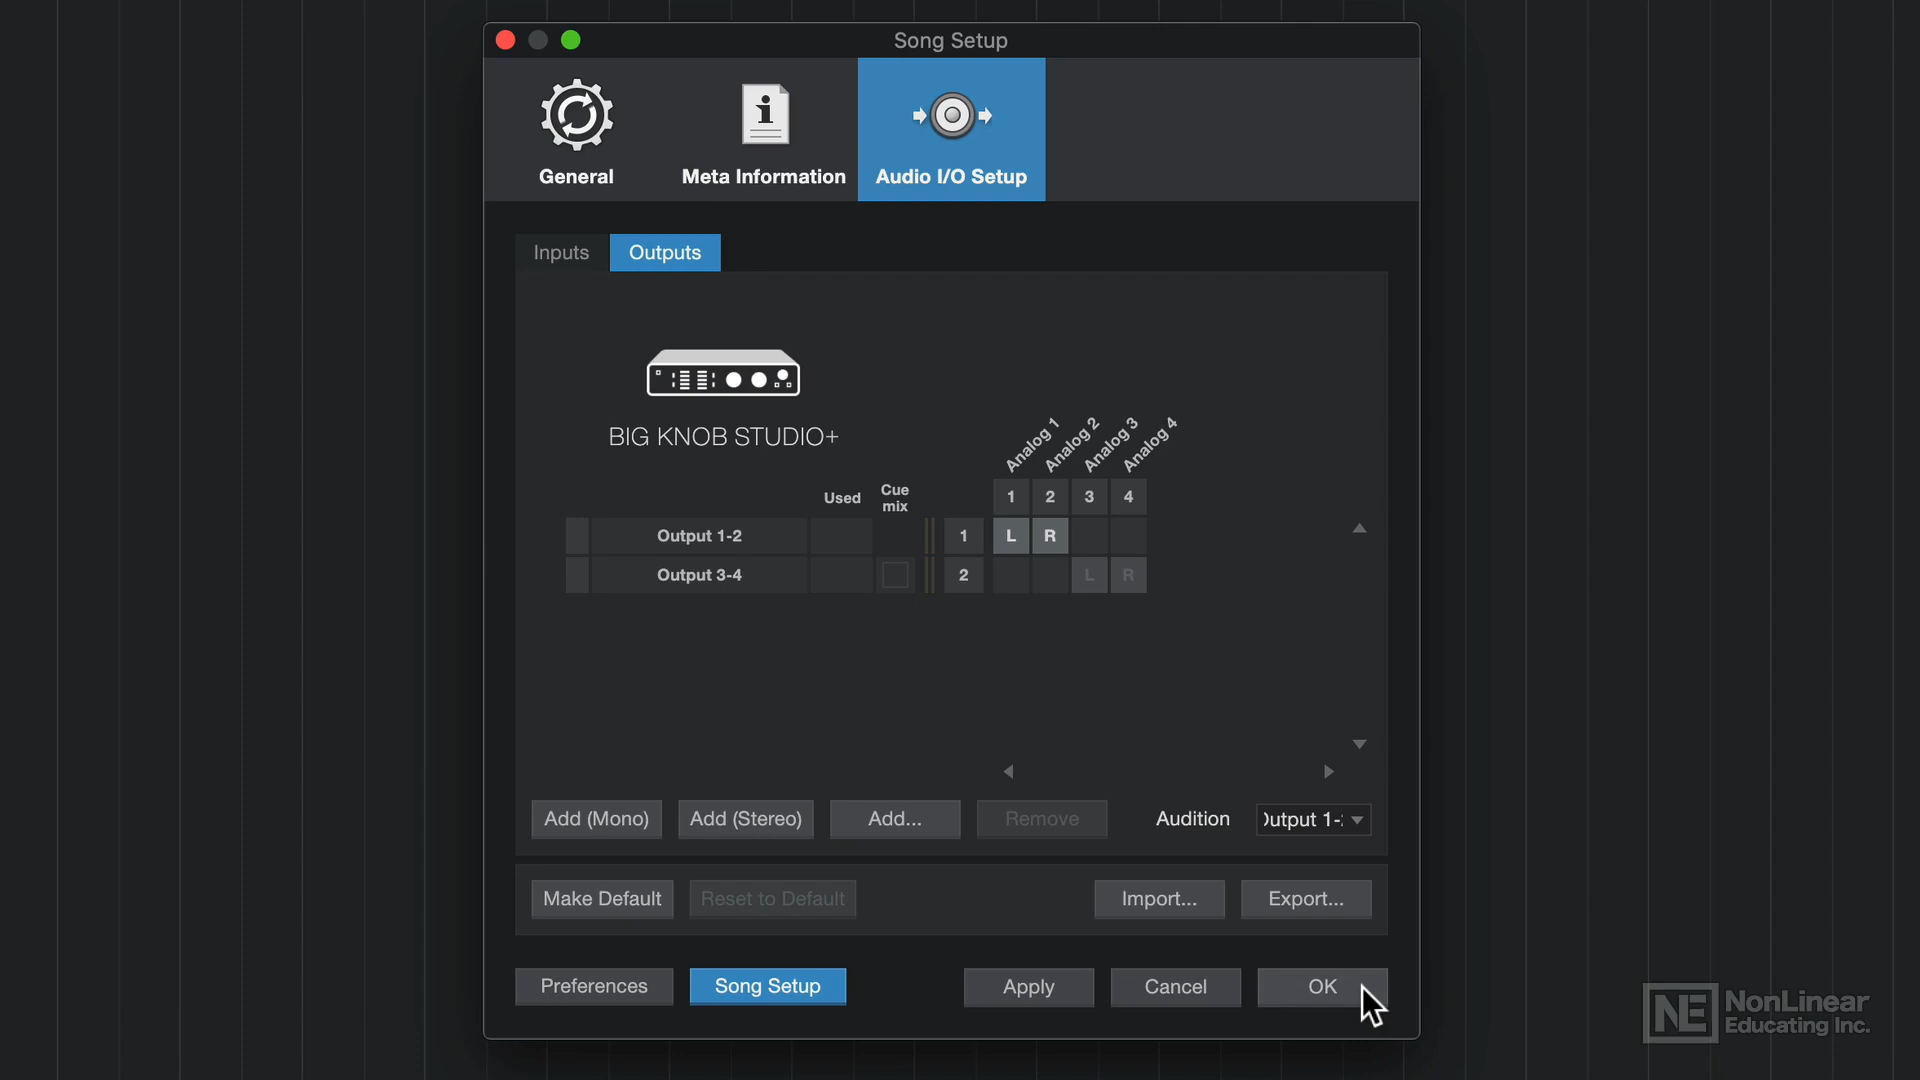 Song Setup
General
Meta Information
Audio I/O Setup
Inputs
Outputs
BIG KNOB STUDIO+
Analog 1
Analog 2
Analog 3
Analog 4
Used
Cue
mix
1 2 3 4
Output 1-2 1 L R
Output 3-4 2 L R
Add (Mono)
Add (Stereo)
Add...
Remove
Audition
Output 1-
Make Default
Reset to Default
Import...
Export...
Preferences
Song Setup
Apply
Cancel
OK
NE NonLinear
Educating Inc.